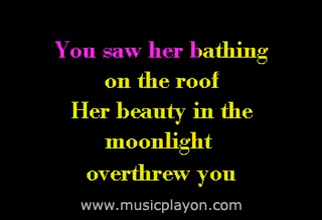 You saw her bathing
on the roof
Her beauty in the
moonlight
overthrew you
www.musicplayon.com